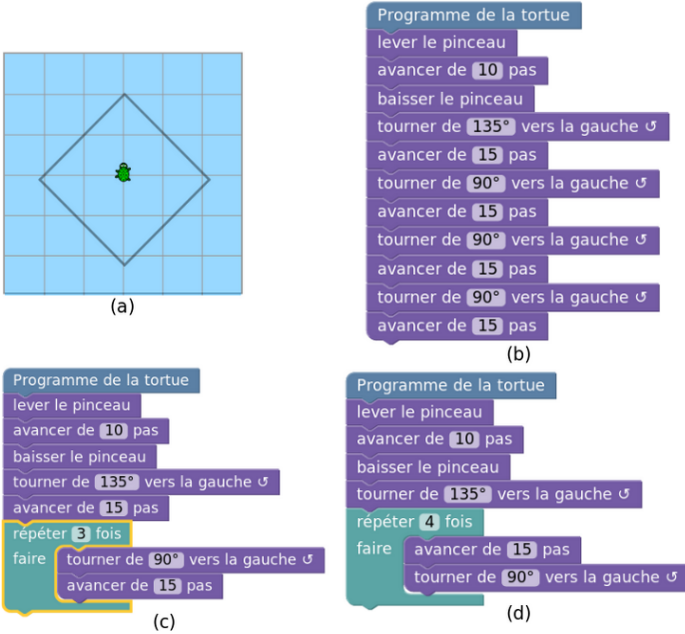 (a)
Programme de la tortue
lever le pinceau
avancer de 10 pas
baisser le pinceau
tourner de 135° vers la gauche ↺
avancer de 15 pas
tourner de 90° vers la gauche ↺
avancer de 15 pas
tourner de 90° vers la gauche ↺
avancer de 15 pas
tourner de 90° vers la gauche ↺
avancer de 15 pas
(b)
Programme de la tortue
lever le pinceau
avancer de 10 pas
baisser le pinceau
tourner de 135° vers la gauche ↺
avancer de 15 pas
répéter 3 fois
faire tourner de 90° vers la gauche ↺
avancer de 15 pas
(c)
Programme de la tortue
lever le pinceau
avancer de 10 pas
baisser le pinceau
tourner de 135° vers la gauche ↺
répéter 4 fois
faire avancer de 15 pas
tourner de 90° vers la gauche ↺
(d)